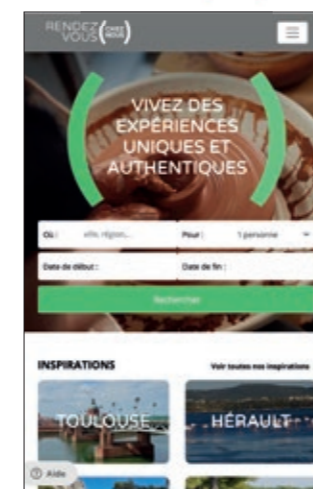 RENDEZ
VOUS (CHEZ NOUS)
VIVEZ DES
EXPÉRIENCES
UNIQUES ET
AUTHENTIQUES
Où : ville, région... Pour : 1 personne
Date de début : Date de fin :
Rechercher
INSPIRATIONS Voir toutes nos inspirations
TOULOUSE HÉRAULT
Aide